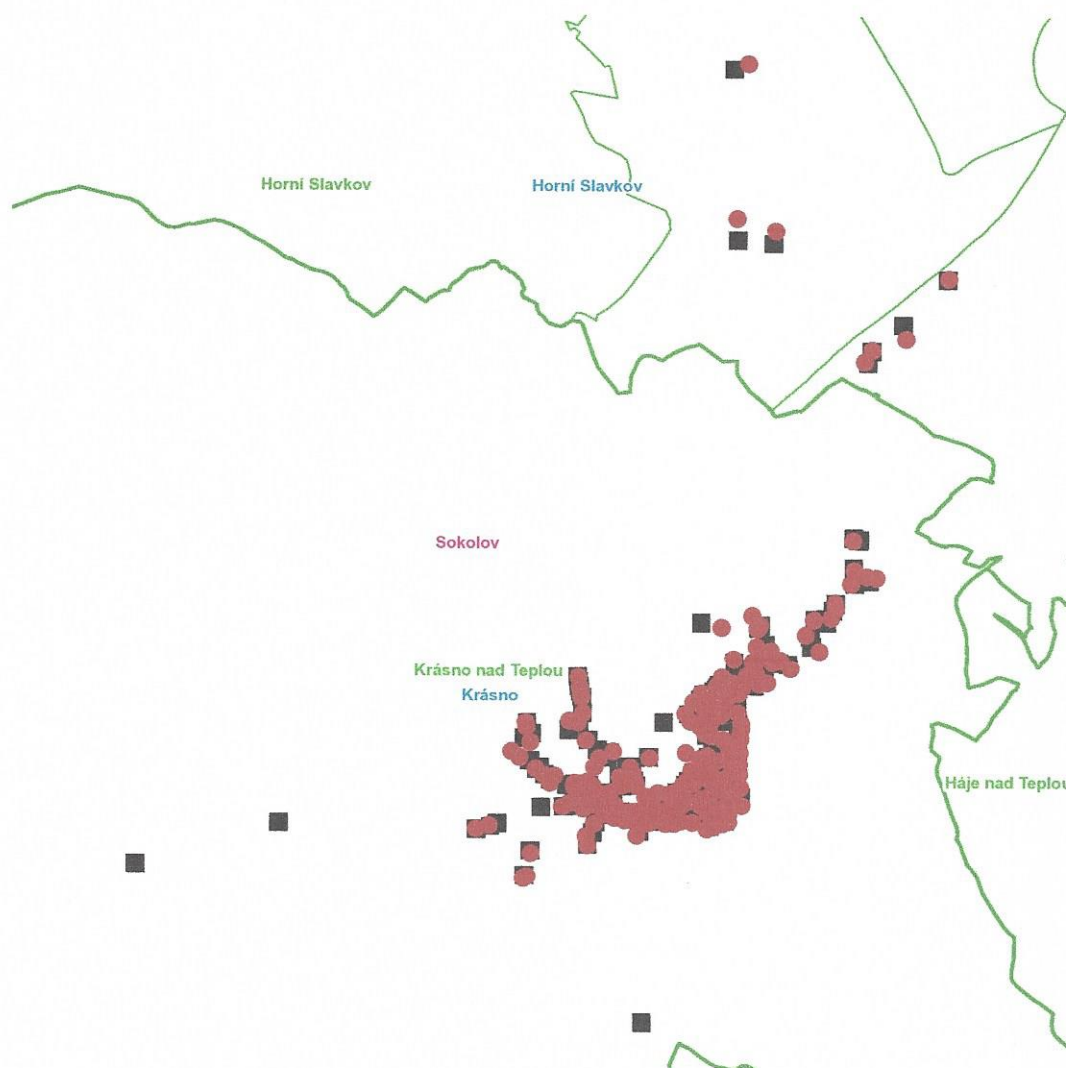 Horní Slavkov
Horní Slavkov
Sokolov
Krásno nad Teplou
Krásno
Háje nad Teplou